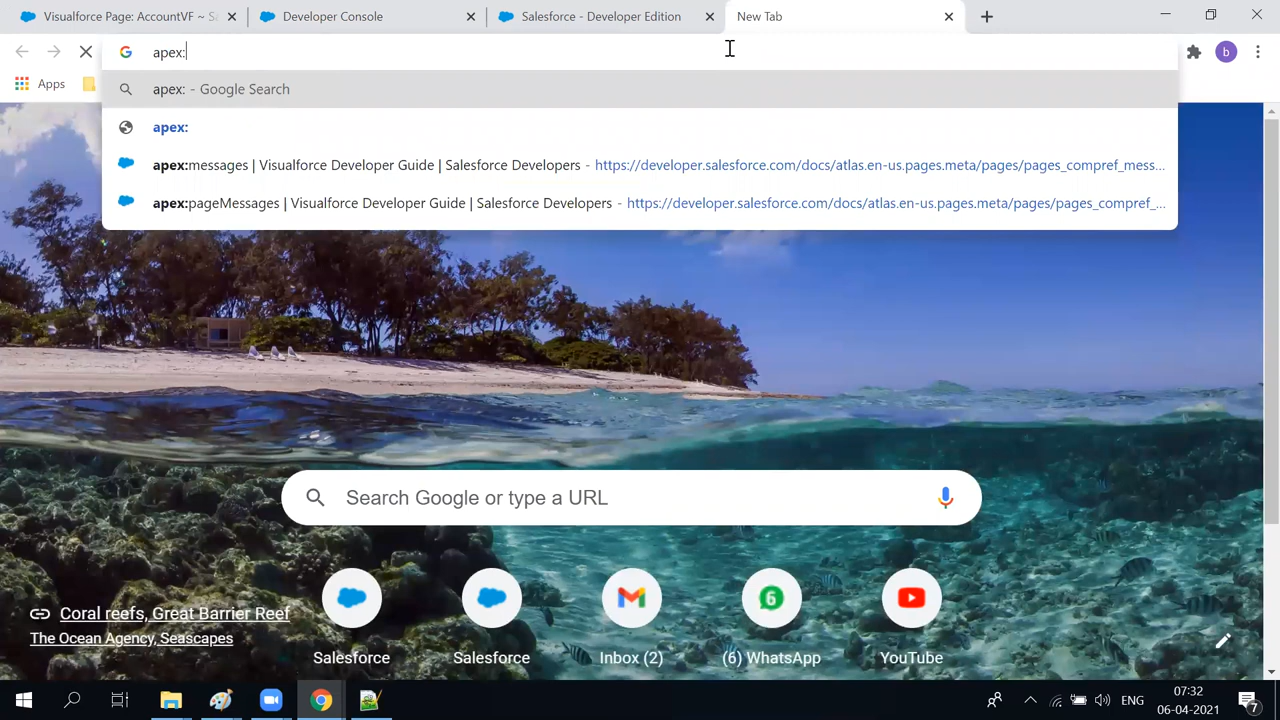 Visualforce Page: AccountVF ~ Sa
Developer Console
Salesforce - Developer Edition
New Tab
apex:
b
Apps
apex: - Google Search
apex:
apex:messages | Visualforce Developer Guide | Salesforce Developers - https://developer.salesforce.com/docs/atlas.en-us.pages.meta/pages/pages_compref_mess...
apex:pageMessages | Visualforce Developer Guide | Salesforce Developers - https://developer.salesforce.com/docs/atlas.en-us.pages.meta/pages/pages_compref_...
Search Google or type a URL
Coral reefs, Great Barrier Reef
The Ocean Agency, Seascapes
Salesforce
Salesforce
Inbox (2)
6
(6) WhatsApp
YouTube
ENG
07:32
06-04-2021
7